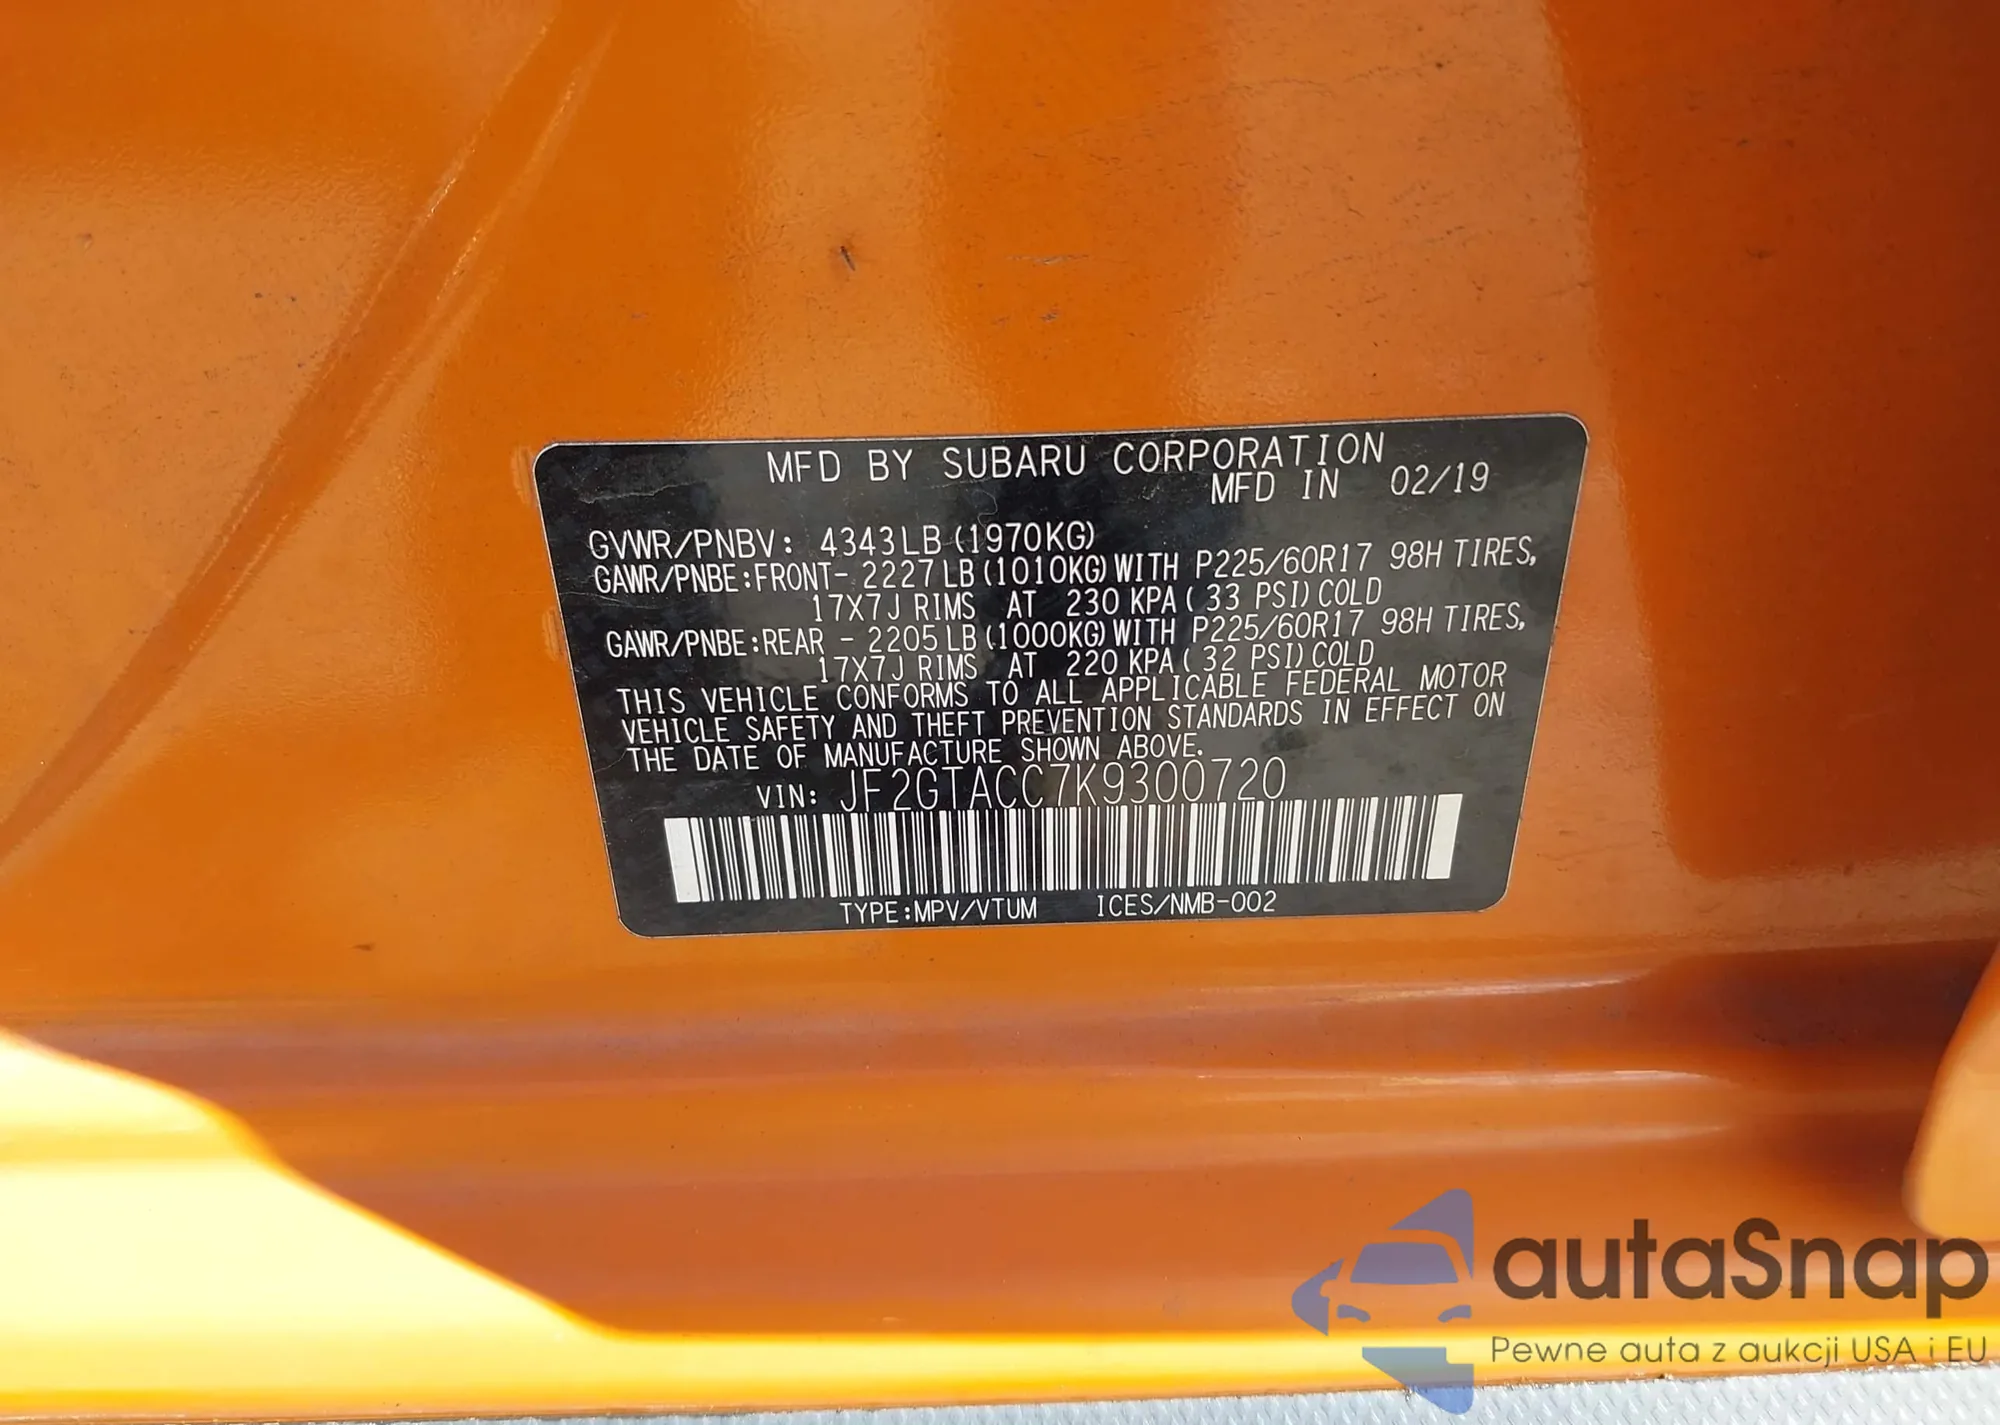 MFD BY SUBARU CORPORATION
MFD IN 02/19
GVWR/PNBV: 4343LB (1970KG)
GAWR/PNBE:FRONT- 2227LB (1010KG) WITH P225/60R17 98H TIRES,
17X7J RIMS AT 230 KPA( 33 PSI) COLD
GAWR/PNBE:REAR - 2205LB (1000KG) WITH P225/60R17 98H TIRES,
17X7J RIMS AT 220 KPA( 32 PSI) COLD
THIS VEHICLE CONFORMS TO ALL APPLICABLE FEDERAL MOTOR
VEHICLE SAFETY AND THEFT PREVENTION STANDARDS IN EFFECT ON
THE DATE OF MANUFACTURE SHOWN ABOVE.
VIN: JF2GTACC7K9300720
TYPE:MPV/VTUM ICES/NMB-002
autaSnap
Pewne auta z aukcji USA i EU